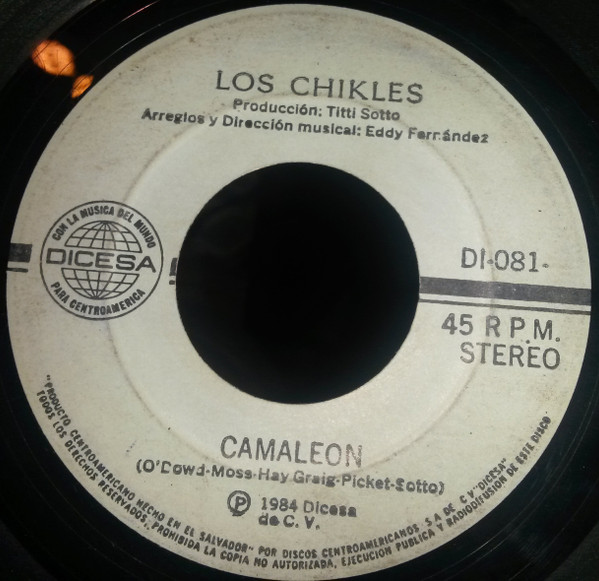 LOS CHIKLES
Producción: Titti Sotto
Arreglos y Dirección musical: Eddy Fernández
CON LA MUSICA DEL MUNDO
DICESA
PARA CENTROAMERICA
DI-081-
45 R P.M.
STEREO
CAMALEON
(O'Dowd-Moss-Hay Graig-Picket-Sotto)
Ⓟ 1984 Dicesa
de C. V.
"PRODUCTO CENTROAMERICANO HECHO EN EL SALVADOR" POR DISCOS CENTROAMERICANOS S A DE C V "DICESA"
TODOS LOS DERECHOS RESERVADOS, PROHIBIDA LA COPIA NO AUTORIZADA, EJECUCION PUBLICA Y RADIODIFUSION DE ESTE DISCO